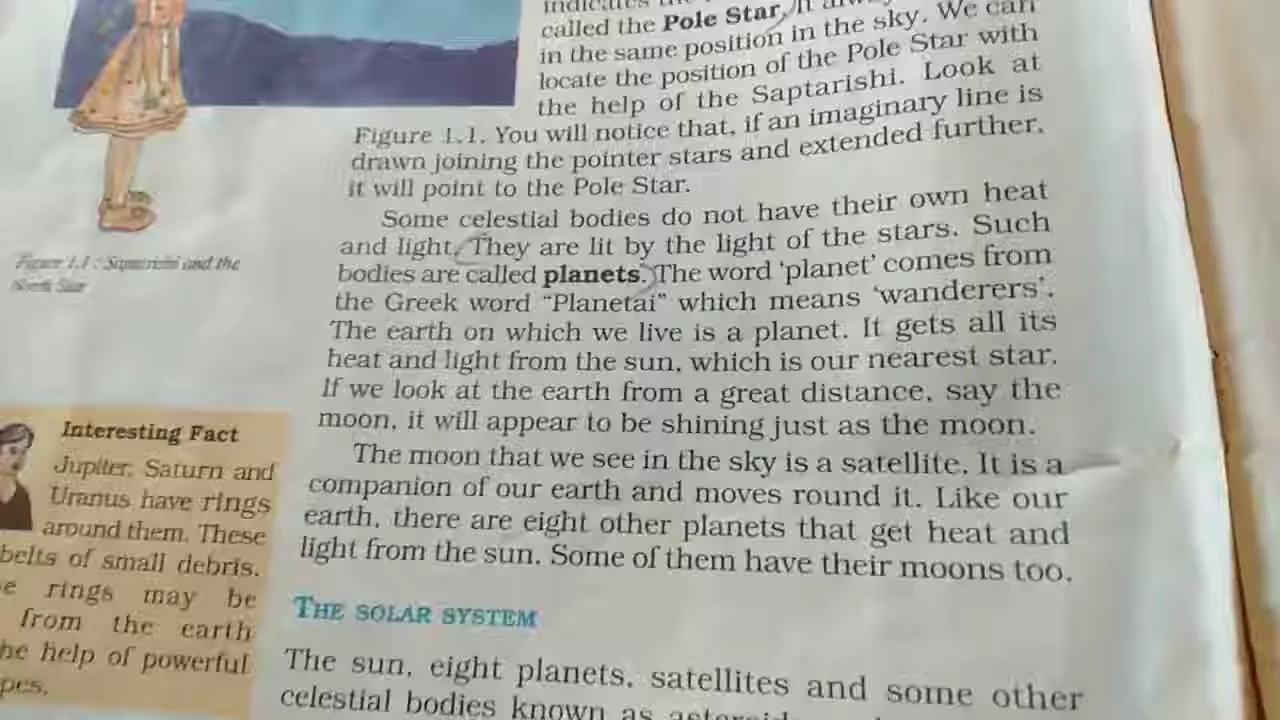 called the Pole Star. It
in the same position in the sky. We can
locate the position of the Pole Star with
the help of the Saptarishi. Look at
Figure 1.1. You will notice that, if an imaginary line is
drawn joining the pointer stars and extended further,
it will point to the Pole Star.
Some celestial bodies do not have their own heat
and light. They are lit by the light of the stars. Such
bodies are called planets. The word ‘planet’ comes from
the Greek word “Planetai” which means ‘wanderers’.
The earth on which we live is a planet. It gets all its
heat and light from the sun, which is our nearest star.
If we look at the earth from a great distance, say the
moon, it will appear to be shining just as the moon.
The moon that we see in the sky is a satellite. It is a
companion of our earth and moves round it. Like our
earth, there are eight other planets that get heat and
light from the sun. Some of them have their moons too.
THE SOLAR SYSTEM
The sun, eight planets, satellites and some other
celestial bodies known as
Figure 1.1 : Saptarishi and the
North Star
Interesting Fact
Jupiter, Saturn and
Uranus have rings
around them. These
belts of small debris.
rings may be
from the earth
help of powerful